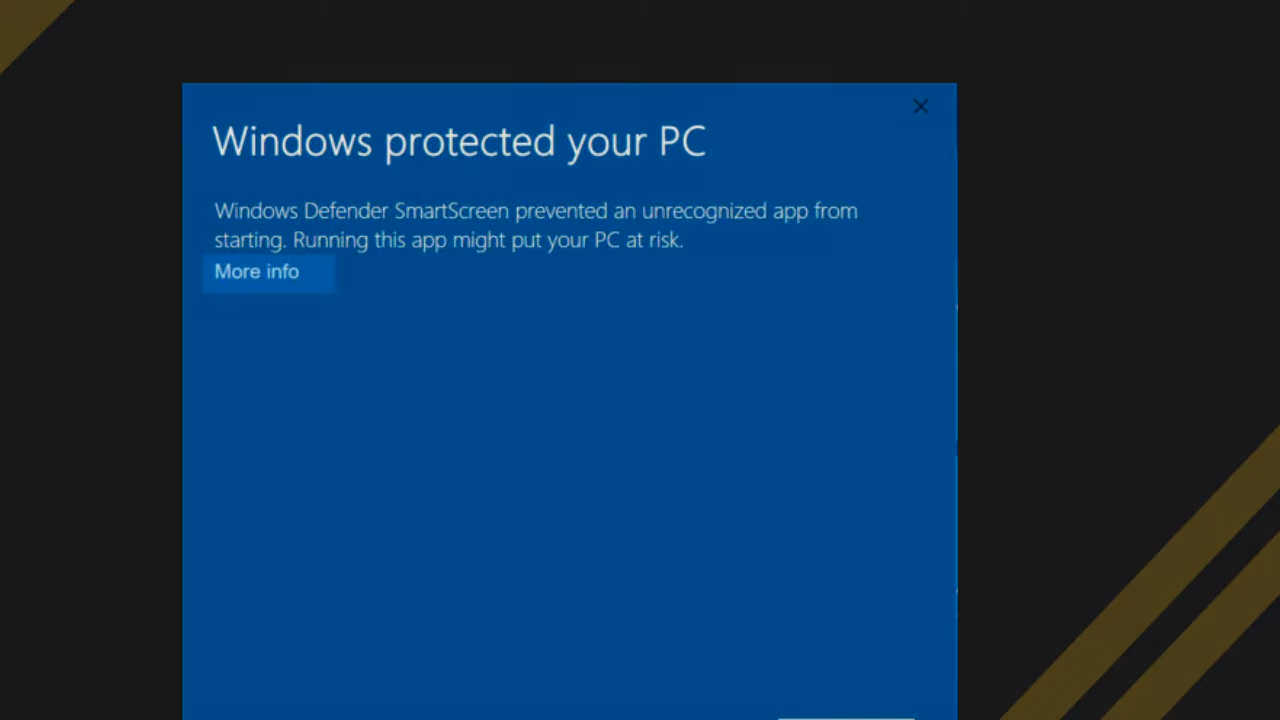 Windows protected your PC
Windows Defender SmartScreen prevented an unrecognized app from
starting. Running this app might put your PC at risk.
More info